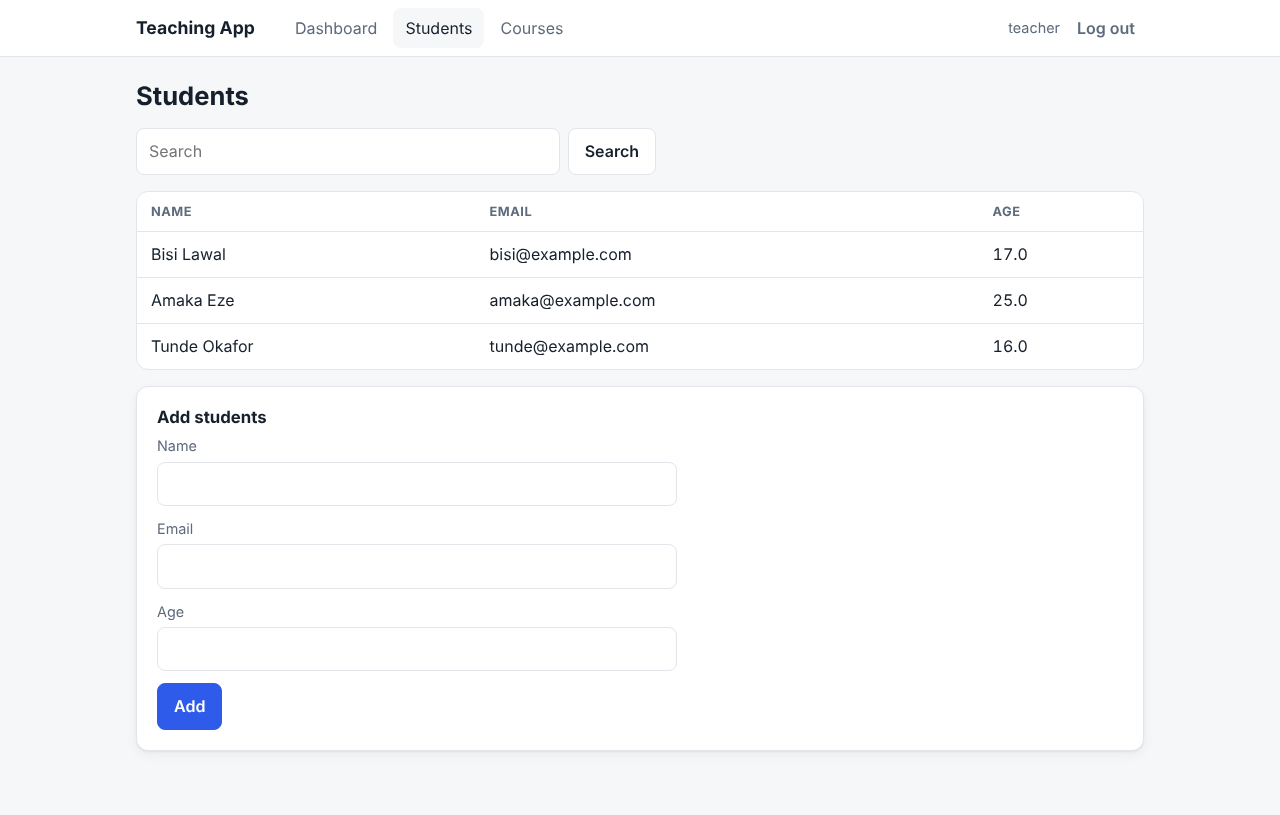 Teaching App Dashboard Students Courses teacher Log out
Students
Search Search
NAME EMAIL AGE
Bisi Lawal bisi@example.com 17.0
Amaka Eze amaka@example.com 25.0
Tunde Okafor tunde@example.com 16.0
Add students
Name
Email
Age
Add